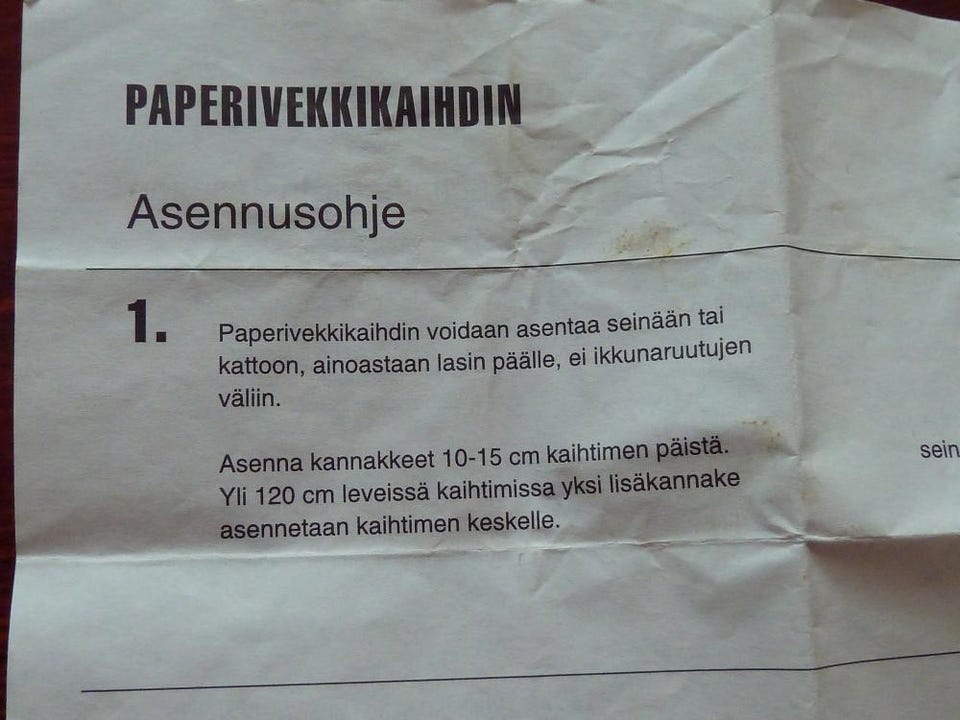 PAPERIVEKKIKAIHDIN
Asennusohje
1.
Paperivekkikaihdin voidaan asentaa seinään tai
kattoon, ainoastaan lasin päälle, ei ikkunaruutujen
väliin.
Asenna kannakkeet 10-15 cm kaihtimen päistä.
Yli 120 cm leveissä kaihtimissa yksi lisäkannake
asennetaan kaihtimen keskelle.
sein